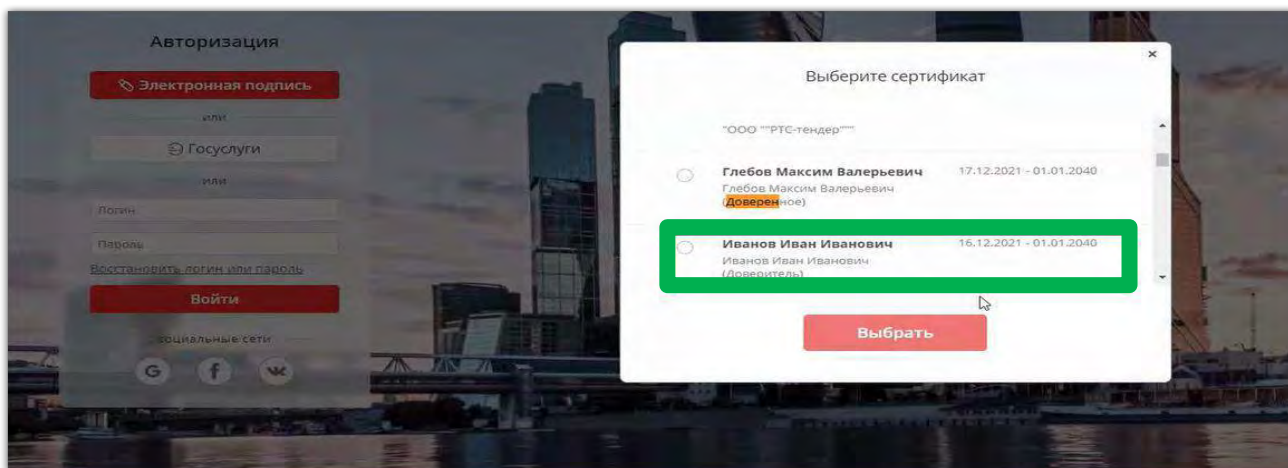 Авторизация
Электронная подпись
или
Госуслуги
или
Логин
Пароль
Восстановить логин или пароль
Войти
социальные сети
G f
Выберите сертификат
×
"ООО ""РТС-тендер"""
Глебов Максим Валерьевич 17.12.2021 - 01.01.2040
Глебов Максим Валерьевич
(Доверенное)
Иванов Иван Иванович 16.12.2021 - 01.01.2040
Иванов Иван Иванович
(Доверитель)
Выбрать